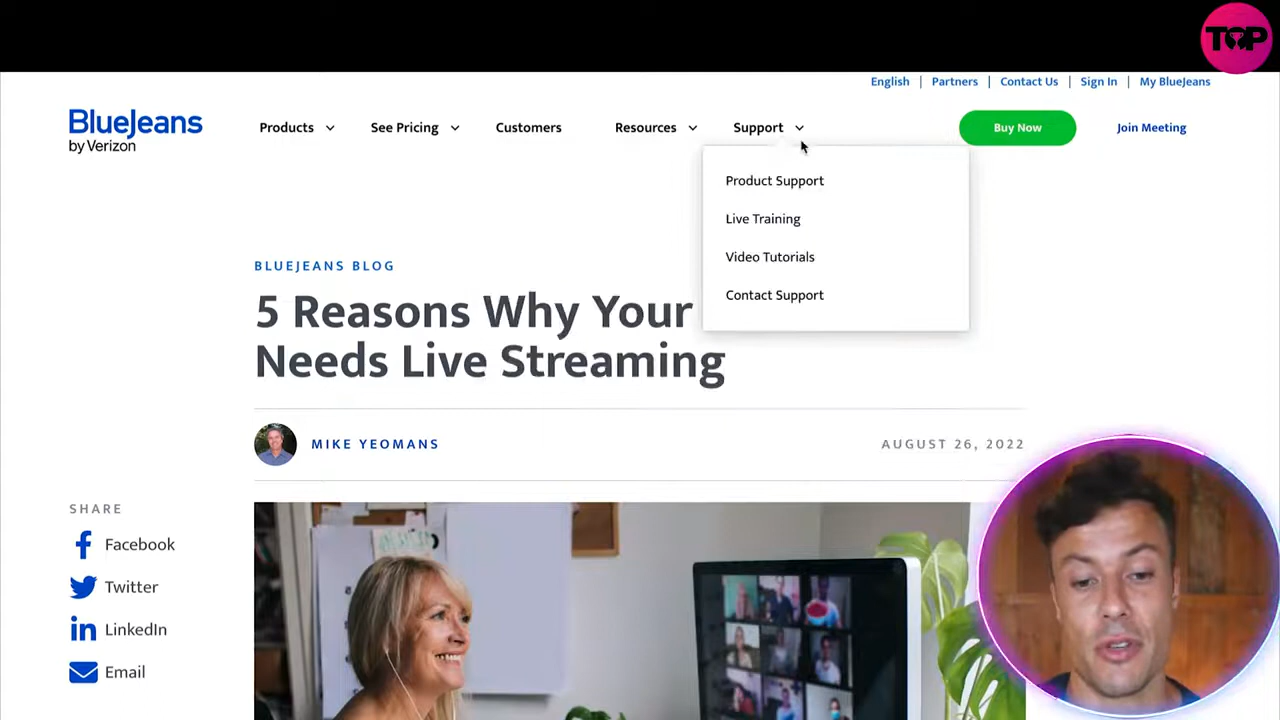 TOP
English | Partners | Contact Us | Sign In | My BlueJeans
BlueJeans
by Verizon
Products
See Pricing
Customers
Resources
Support
Buy Now
Join Meeting
Product Support
Live Training
Video Tutorials
Contact Support
BLUEJEANS BLOG
5 Reasons Why Your
Needs Live Streaming
MIKE YEOMANS
AUGUST 26, 2022
SHARE
Facebook
Twitter
LinkedIn
Email